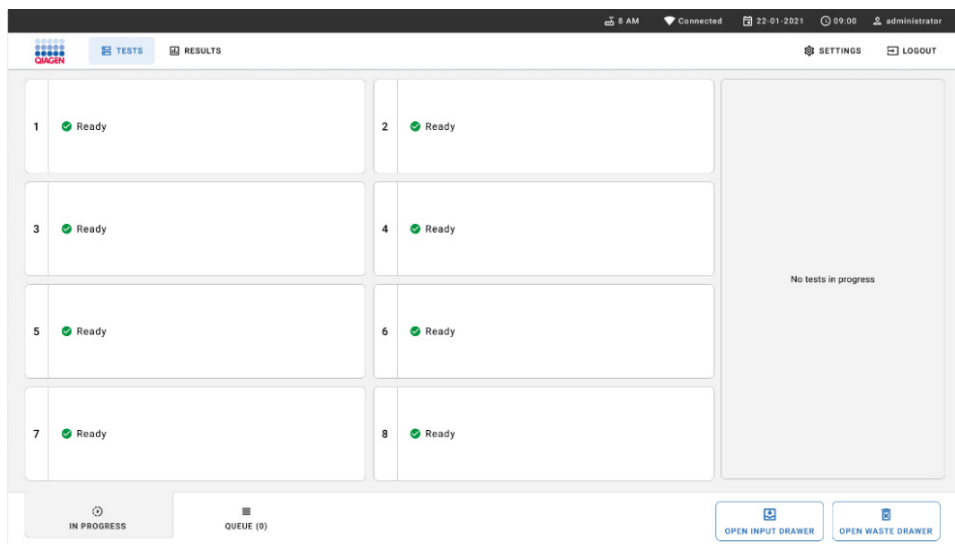 8 AM Connected 22-01-2021 09:00 administrator
QIAGEN TESTS RESULTS SETTINGS LOGOUT
1 Ready
2 Ready
3 Ready
4 Ready
No tests in progress
5 Ready
6 Ready
7 Ready
8 Ready
IN PROGRESS
QUEUE (0)
OPEN INPUT DRAWER
OPEN WASTE DRAWER